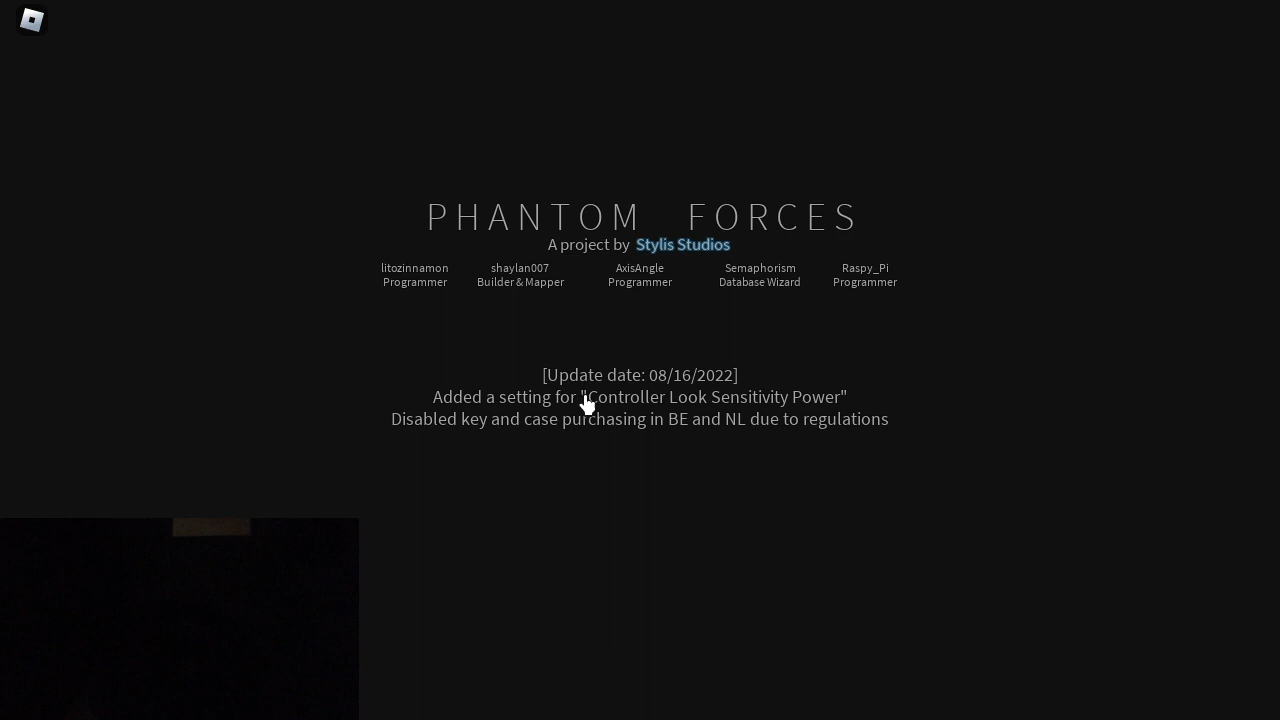 PHANTOM FORCES
A project by Stylis Studios
litozinnamon shaylan007 AxisAngle Semaphorism Raspy_Pi
Programmer Builder & Mapper Programmer Database Wizard Programmer
[Update date: 08/16/2022]
Added a setting for "Controller Look Sensitivity Power"
Disabled key and case purchasing in BE and NL due to regulations